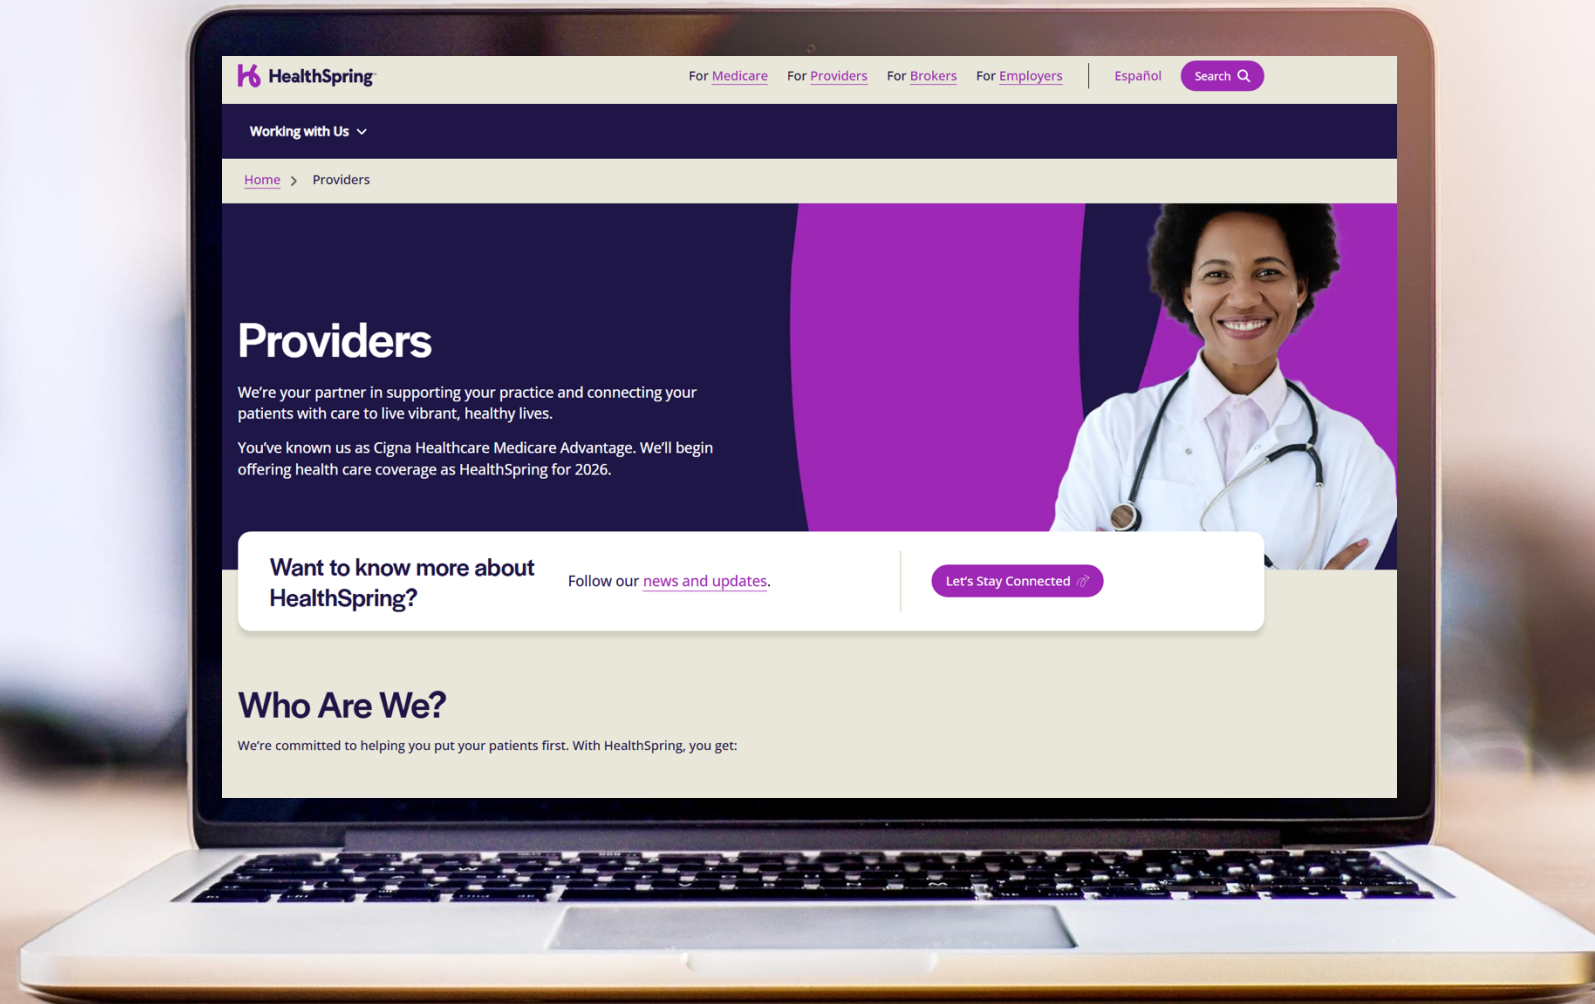 HealthSpring
For Medicare For Providers For Brokers For Employers Español Search
Working with Us
Home > Providers
Providers
We're your partner in supporting your practice and connecting your
patients with care to live vibrant, healthy lives.
You've known us as Cigna Healthcare Medicare Advantage. We'll begin
offering health care coverage as HealthSpring for 2026.
Want to know more about
HealthSpring?
Follow our news and updates.
Let's Stay Connected
Who Are We?
We're committed to helping you put your patients first. With HealthSpring, you get: